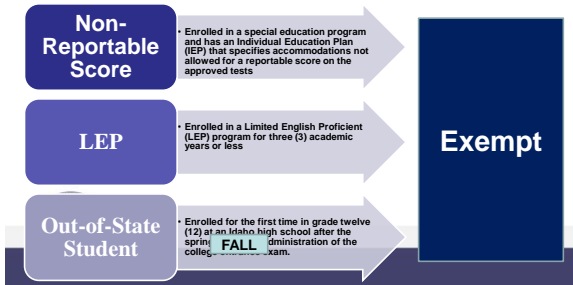 Non-
Reportable
Score
• Enrolled in a special education program
and has an Individual Education Plan
(IEP) that specifies accommodations not
allowed for a reportable score on the
approved tests
LEP
• Enrolled in a Limited English Proficient
(LEP) program for three (3) academic
years or less
Out-of-State
Student
• Enrolled for the first time in grade twelve
(12) at an Idaho high school after the
spring dministration of the
college exam.
FALL
Exempt